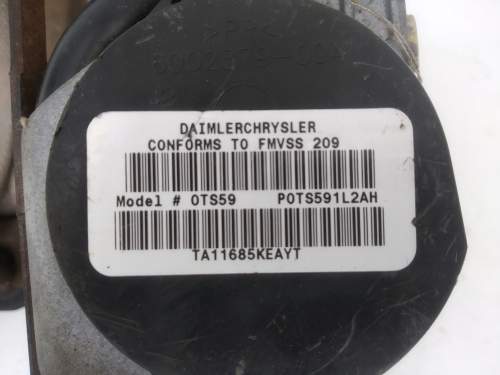 DAIMLERCHRYSLER
CONFORMS TO FMVSS 209
Model # 0TS59 P0TS591L2AH
TA11685KEAYT